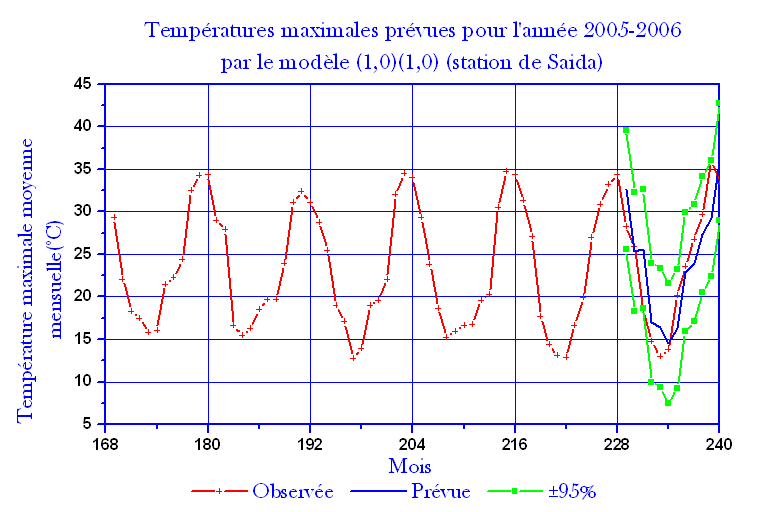 Températures maximales prévues pour l'année 2005-2006
par le modèle (1,0)(1,0) (station de Saida)
Température maximale moyenne
mensuelle(°C)
45
40
35
30
25
20
15
10
5
168 180 192 204 216 228 240
Mois
Observée Prévue ±95%